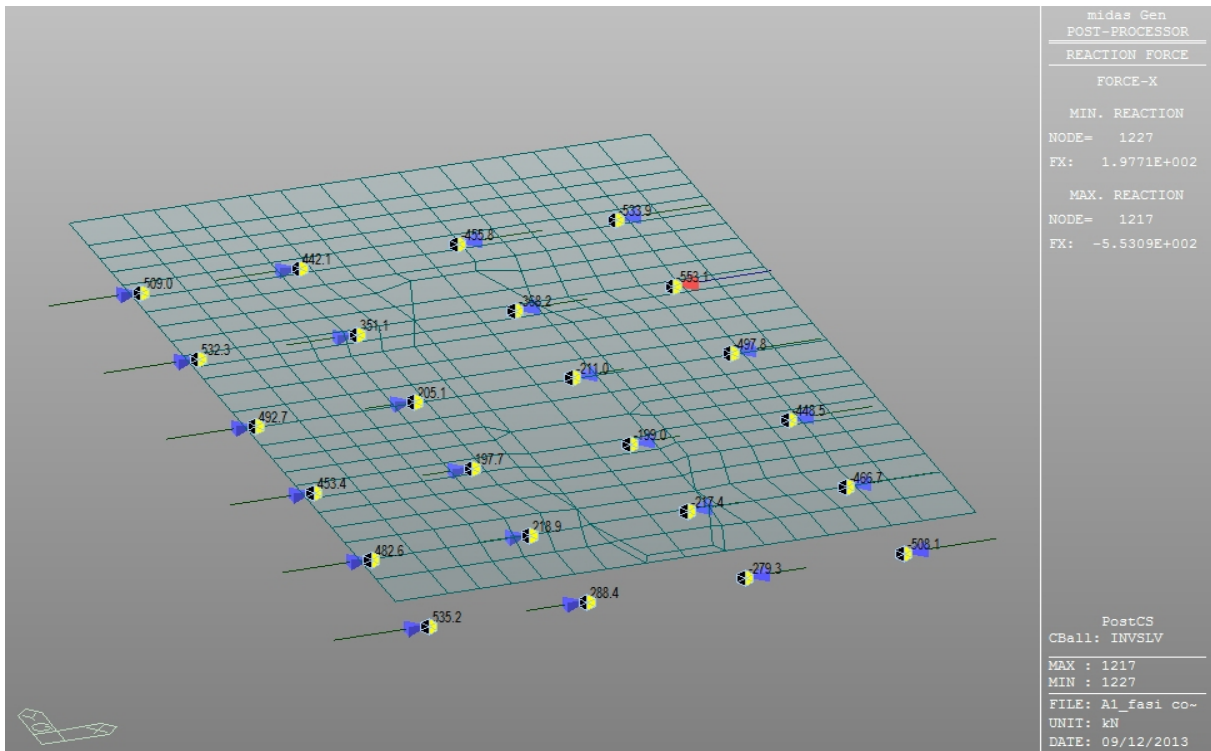 midas Gen
POST-PROCESSOR
REACTION FORCE
FORCE-X
MIN. REACTION
NODE= 1227
FX: 1.9771E+002
MAX. REACTION
NODE= 1217
FX: -5.5309E+002
-533.9
-455.8
442.1
509.0
-553.1
-368.2
351.1
532.3
-497.8
-211.0
205.1
492.7
-448.5
-199.0
197.7
453.4
-466.7
-217.4
218.9
482.6
-508.1
-279.3
288.4
535.2
PostCS
CBall: INVSLV
MAX : 1217
MIN : 1227
FILE: A1_fasi co~
UNIT: kN
DATE: 09/12/2013